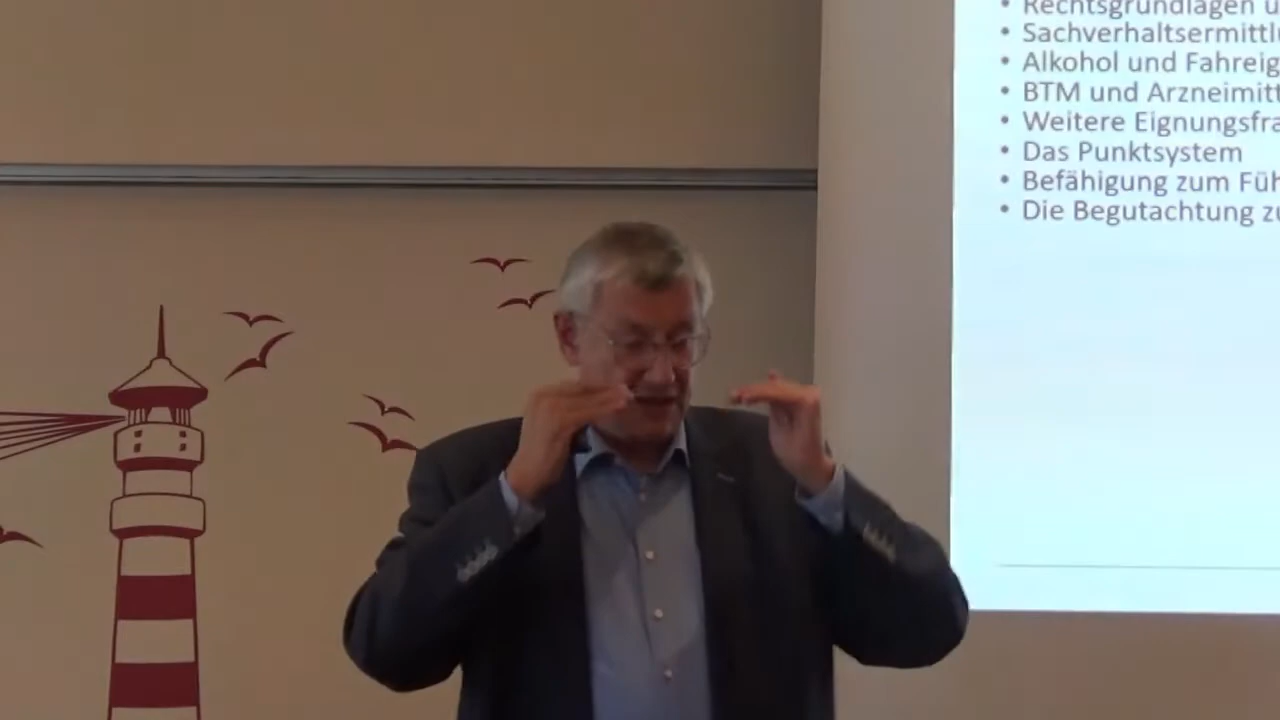 • Rechtsgrundlagen u
• Sachverhaltsermittlu
• Alkohol und Fahreig
• BTM und Arzneimitt
• Weitere Eignungsfra
• Das Punktsystem
• Befähigung zum Füh
• Die Begutachtung zu